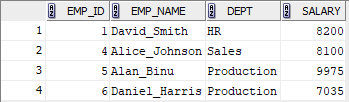 EMP_ID EMP_NAME DEPT SALARY
1 1 David_Smith HR 8200
2 4 Alice_Johnson Sales 8100
3 5 Alan_Binu Production 9975
4 6 Daniel_Harris Production 7035